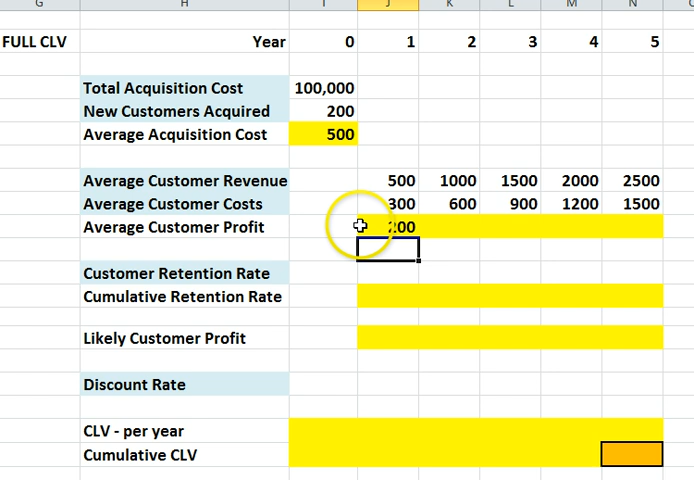 G H I J K L M N
FULL CLV Year 0 1 2 3 4 5
Total Acquisition Cost 100,000
New Customers Acquired 200
Average Acquisition Cost 500
Average Customer Revenue 500 1000 1500 2000 2500
Average Customer Costs 300 600 900 1200 1500
Average Customer Profit 200
Customer Retention Rate
Cumulative Retention Rate
Likely Customer Profit
Discount Rate
CLV - per year
Cumulative CLV